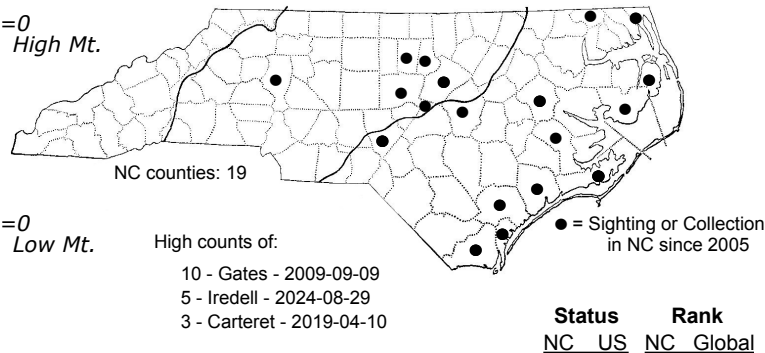 =0
High Mt.
NC counties: 19
=0
Low Mt.
High counts of:
10 - Gates - 2009-09-09
5 - Iredell - 2024-08-29
3 - Carteret - 2019-04-10
● = Sighting or Collection
in NC since 2005
Status Rank
NC US NC Global